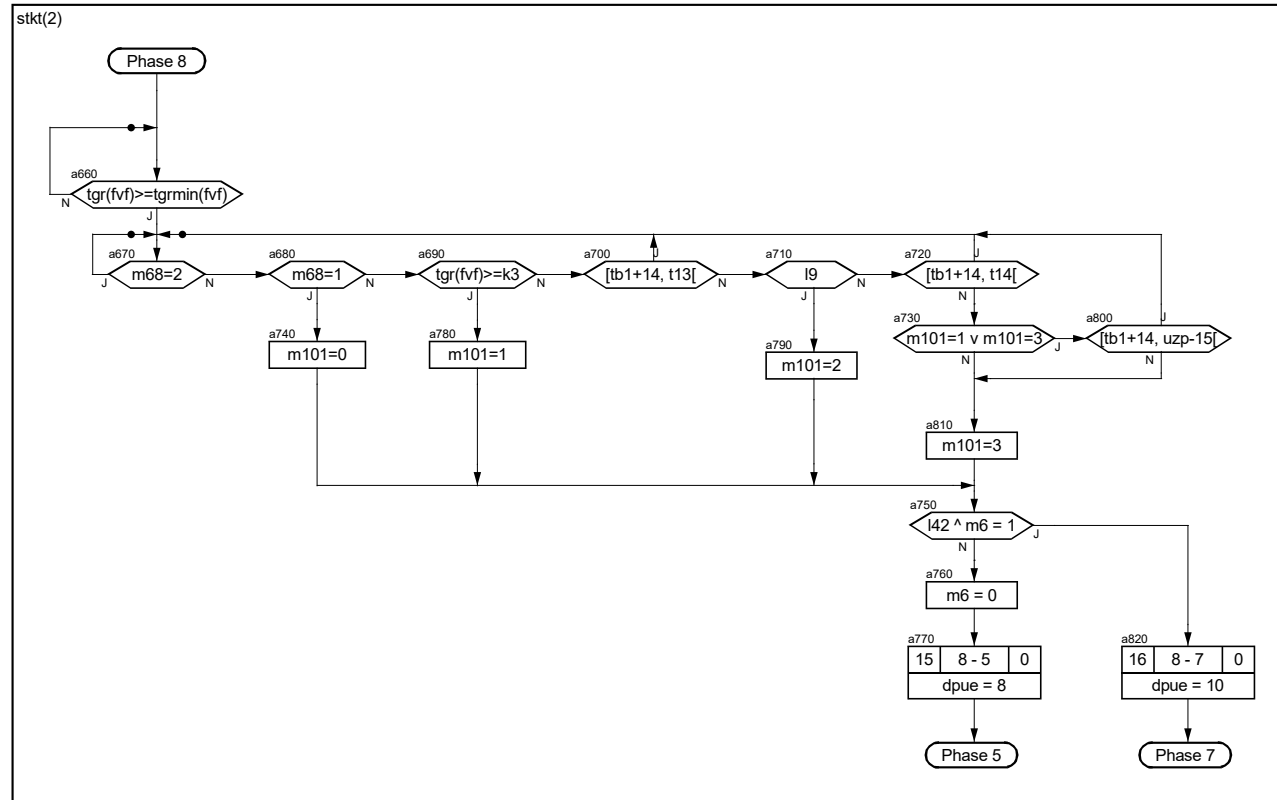 stkt(2)
Phase 8
a660
tgr(fvf)>=tgrmin(fvf)
N
J
a670
m68=2
J
N
a680
m68=1
N
J
a690
tgr(fvf)>=k3
N
J
a700
[tb1+14, t13[
J
N
a710
l9
N
J
a720
[tb1+14, t14[
J
N
a730
m101=1 v m101=3
J
N
a800
[tb1+14, uzp-15[
J
N
a740
m101=0
a780
m101=1
a790
m101=2
a810
m101=3
a750
l42 ^ m6 = 1
J
N
a760
m6 = 0
a770
15 8 - 5 0
dpue = 8
a820
16 8 - 7 0
dpue = 10
Phase 5
Phase 7